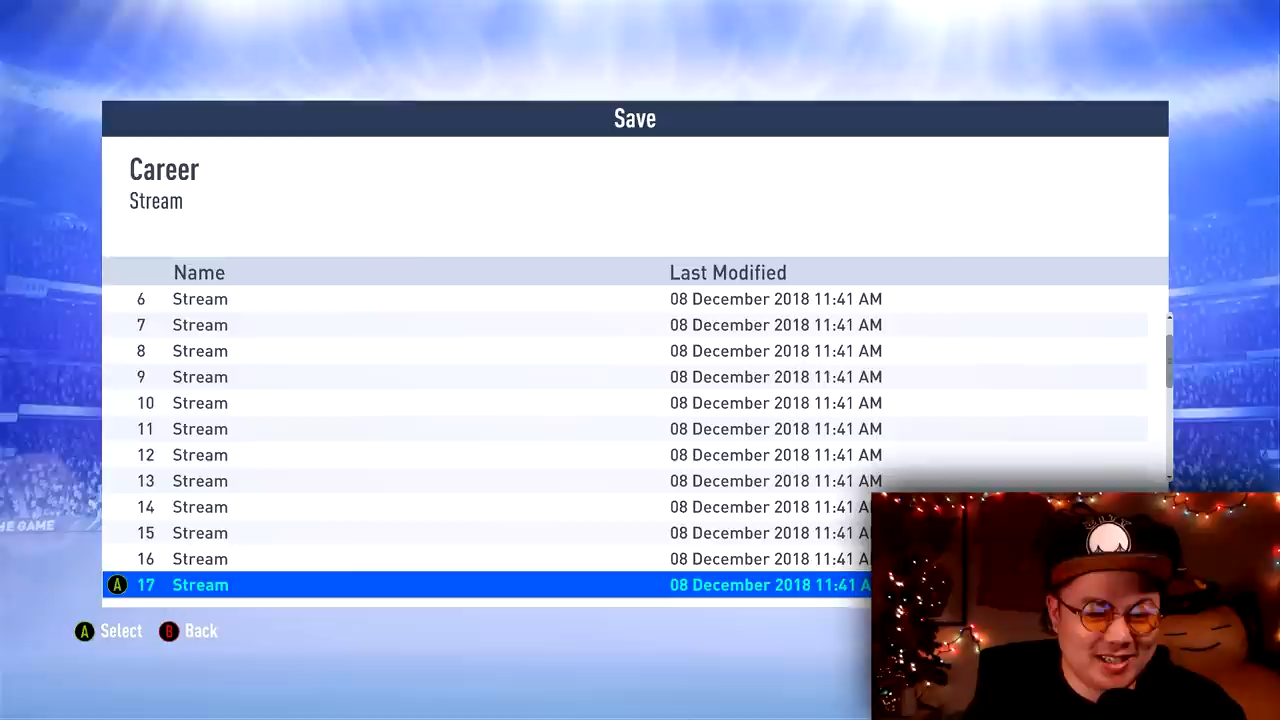 Save
Career
Stream
Name Last Modified
6 Stream 08 December 2018 11:41 AM
7 Stream 08 December 2018 11:41 AM
8 Stream 08 December 2018 11:41 AM
9 Stream 08 December 2018 11:41 AM
10 Stream 08 December 2018 11:41 AM
11 Stream 08 December 2018 11:41 AM
12 Stream 08 December 2018 11:41 AM
13 Stream 08 December 2018 11:41 AM
14 Stream 08 December 2018 11:41 A
15 Stream 08 December 2018 11:41 A
16 Stream 08 December 2018 11:41 A
A 17 Stream 08 December 2018 11:41 A
HE GAME
A Select B Back